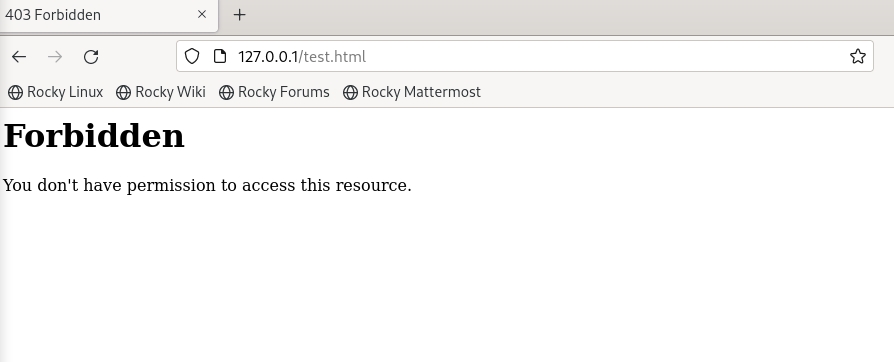 403 Forbidden
127.0.0.1/test.html
Rocky Linux Rocky Wiki Rocky Forums Rocky Mattermost
Forbidden
You don't have permission to access this resource.